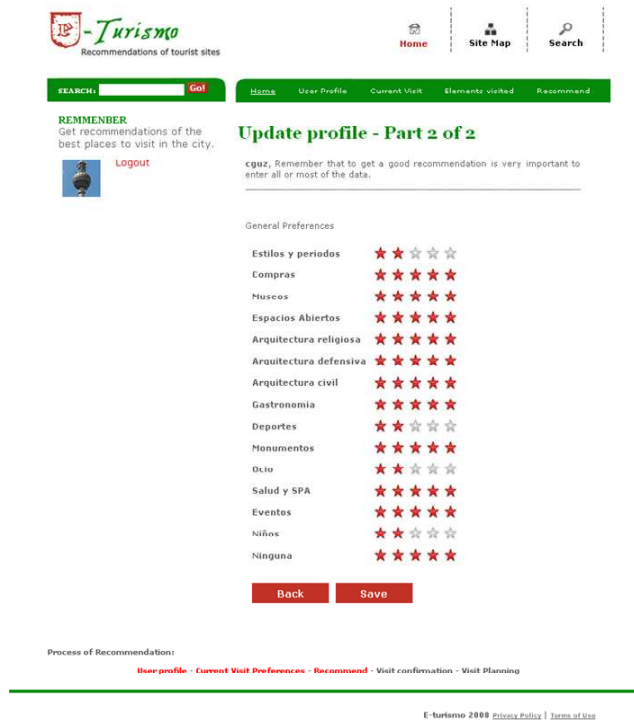 - Turismo
Recommendations of tourist sites
Home
Site Map
Search
SEARCH: Go!
Home User Profile Current Visit Elements visited Recommend
REMMENBER
Get recommendations of the
best places to visit in the city.
Logout
Update profile - Part 2 of 2
cguz, Remember that to get a good recommendation is very important to
enter all or most of the data.
General Preferences
Estilos y periodos
Compras
Museos
Espacios Abiertos
Arquitectura religiosa
Arquitectura defensiva
Arquitectura civil
Gastronomia
Deportes
Monumentos
Ocio
Salud y SPA
Eventos
Niños
Ninguna
Back Save
Process of Recommendation:
User profile - Current Visit Preferences - Recommend - Visit confirmation - Visit Planning
E-turismo 2008 Privacy Policy | Terms of Use